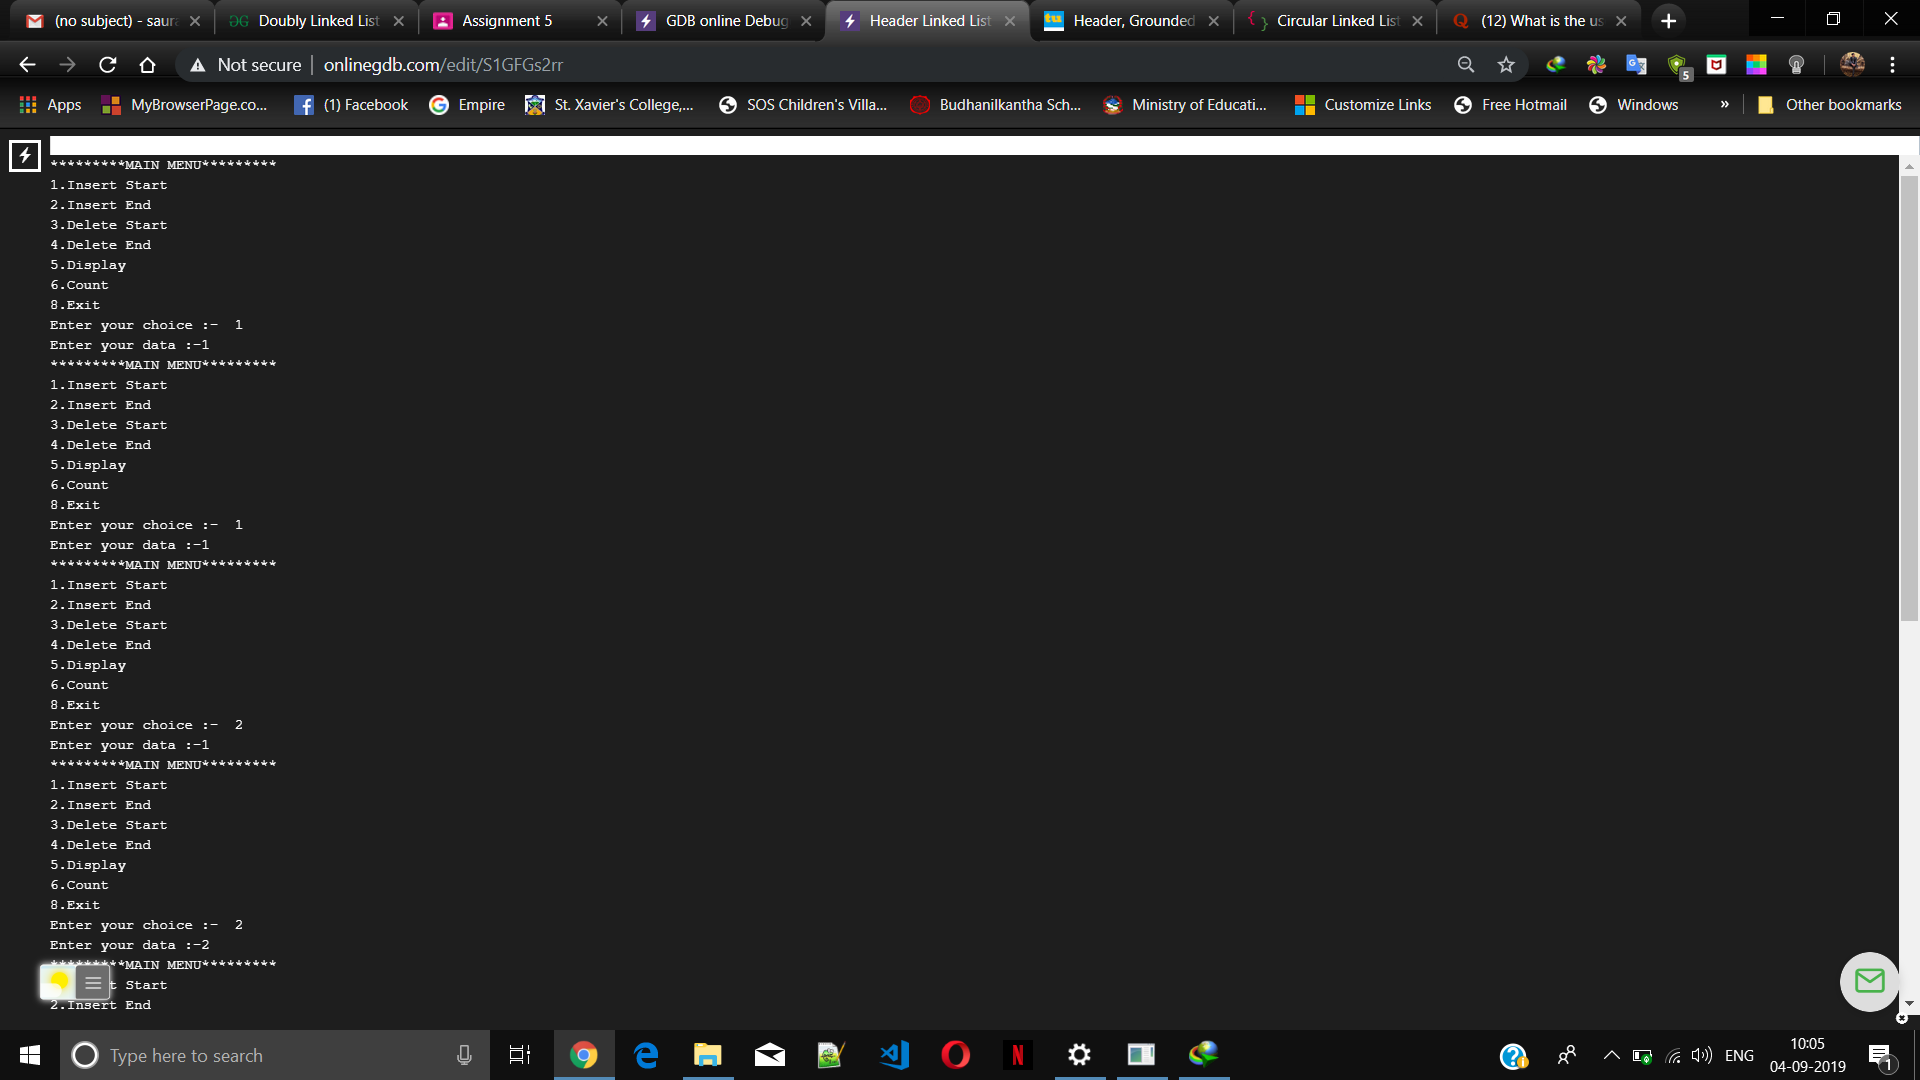 (no subject) - saura
Doubly Linked List
Assignment 5
GDB online Debug
Header Linked List
Header, Grounded
Circular Linked List
(12) What is the us
Not secure
onlinegdb.com/edit/S1GFGs2rr
5
Apps
MyBrowserPage.co...
(1) Facebook
Empire
St. Xavier's College,...
SOS Children's Villa...
Budhanilkantha Sch...
Ministry of Educati...
Customize Links
Free Hotmail
Windows
»
Other bookmarks
*********MAIN MENU*********
1.Insert Start
2.Insert End
3.Delete Start
4.Delete End
5.Display
6.Count
8.Exit
Enter your choice :-  1
Enter your data :-1
*********MAIN MENU*********
1.Insert Start
2.Insert End
3.Delete Start
4.Delete End
5.Display
6.Count
8.Exit
Enter your choice :-  1
Enter your data :-1
*********MAIN MENU*********
1.Insert Start
2.Insert End
3.Delete Start
4.Delete End
5.Display
6.Count
8.Exit
Enter your choice :-  2
Enter your data :-1
*********MAIN MENU*********
1.Insert Start
2.Insert End
3.Delete Start
4.Delete End
5.Display
6.Count
8.Exit
Enter your choice :-  2
Enter your data :-2
*********MAIN MENU*********
t Start
2.Insert End
Type here to search
ENG
10:05
04-09-2019
1